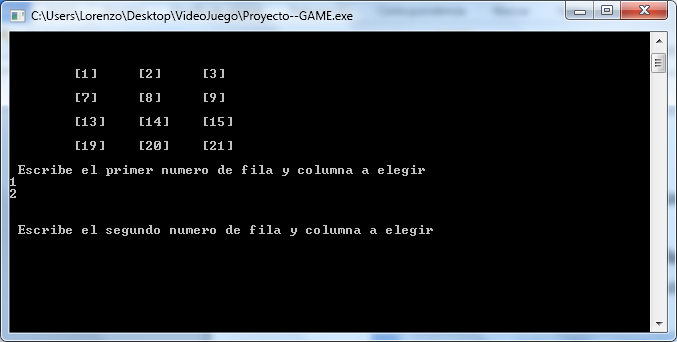 C:\Users\Lorenzo\Desktop\VideoJuego\Proyecto--GAME.exe
[1] [2] [3]
[7] [8] [9]
[13] [14] [15]
[19] [20] [21]
Escribe el primer numero de fila y columna a elegir
1
2
Escribe el segundo numero de fila y columna a elegir